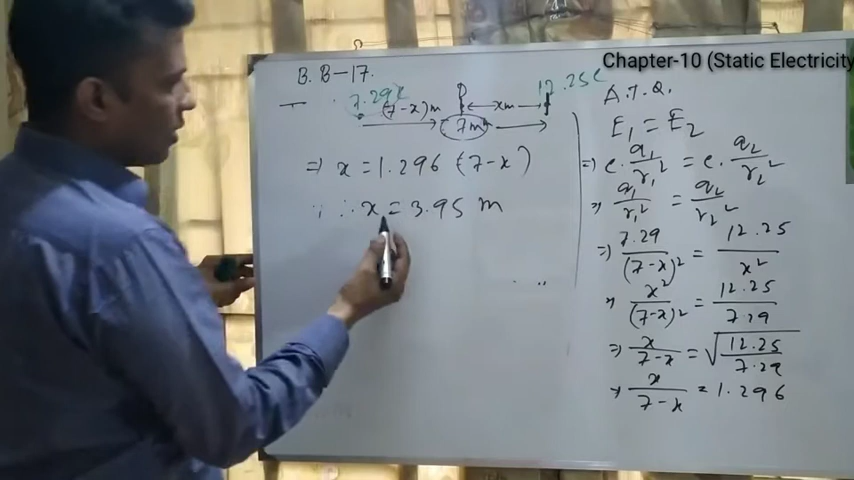 Chapter-10 (Static Electricity)
B. B-17.
7.29C (7-x)m P xm 12.25C
7m
⇒ x = 1.296 (7-x)
∴ x = 3.95 m
A.T.Q.
E₁ = E₂
⇒ C. q₁/r₁² = C. q₂/r₂²
⇒ q₁/r₁² = q₂/r₂²
⇒ 7.29/(7-x)² = 12.25/x²
⇒ x²/(7-x)² = 12.25/7.29
⇒ x/(7-x) = √(12.25/7.29)
⇒ x/(7-x) = 1.296